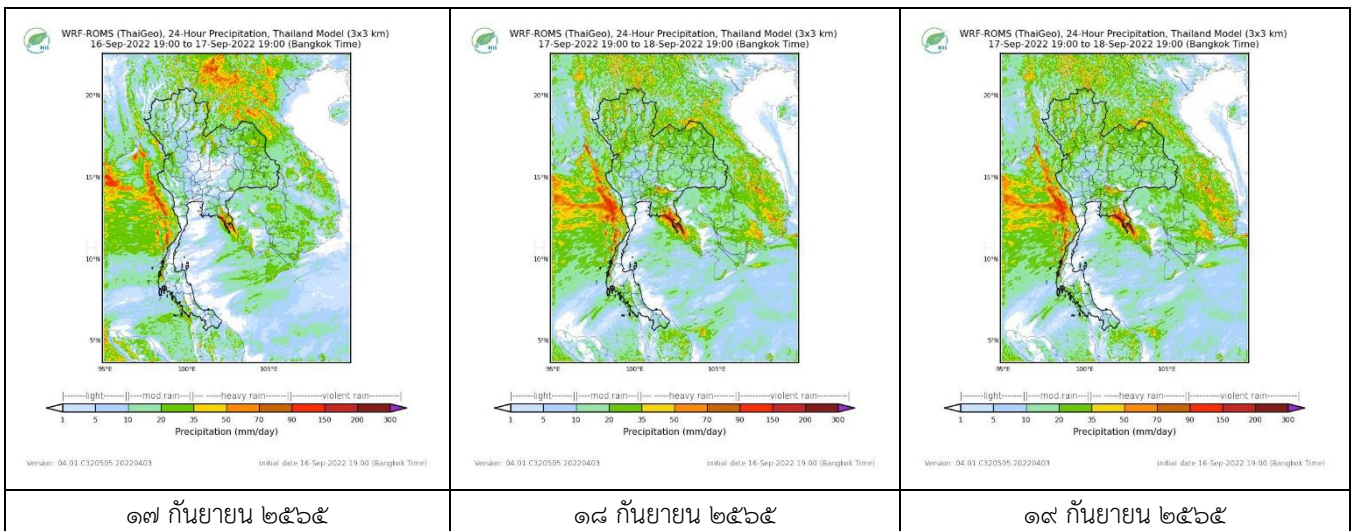 WRF-ROMS (ThaiGeo), 24-Hour Precipitation, Thailand Model (3x3 km)
16-Sep-2022 19:00 to 17-Sep-2022 19:00 (Bangkok Time)
HII
20°N
15°N
10°N
5°N
95°E 100°E 105°E
|------light------||----mod rain----||--- ----heavy rain----||---------violent rain---------|
1 5 10 20 35 50 70 90 150 200 300
Precipitation (mm/day)
Version: 04.01.C320505.20220403 initial date 16-Sep-2022 19:00 (Bangkok Time)
๑๗ กันยายน ๒๕๖๕
WRF-ROMS (ThaiGeo), 24-Hour Precipitation, Thailand Model (3x3 km)
17-Sep-2022 19:00 to 18-Sep-2022 19:00 (Bangkok Time)
HII
20°N
15°N
10°N
5°N
95°E 100°E 105°E
|------light------||----mod rain----||--- ----heavy rain----||---------violent rain---------|
1 5 10 20 35 50 70 90 150 200 300
Precipitation (mm/day)
Version: 04.01.C320505.20220403 initial date 16-Sep-2022 19:00 (Bangkok Time)
๑๘ กันยายน ๒๕๖๕
WRF-ROMS (ThaiGeo), 24-Hour Precipitation, Thailand Model (3x3 km)
17-Sep-2022 19:00 to 18-Sep-2022 19:00 (Bangkok Time)
HII
20°N
15°N
10°N
5°N
95°E 100°E 105°E
|------light------||----mod rain----||--- ----heavy rain----||---------violent rain---------|
1 5 10 20 35 50 70 90 150 200 300
Precipitation (mm/day)
Version: 04.01.C320505.20220403 initial date 16-Sep-2022 19:00 (Bangkok Time)
๑๙ กันยายน ๒๕๖๕